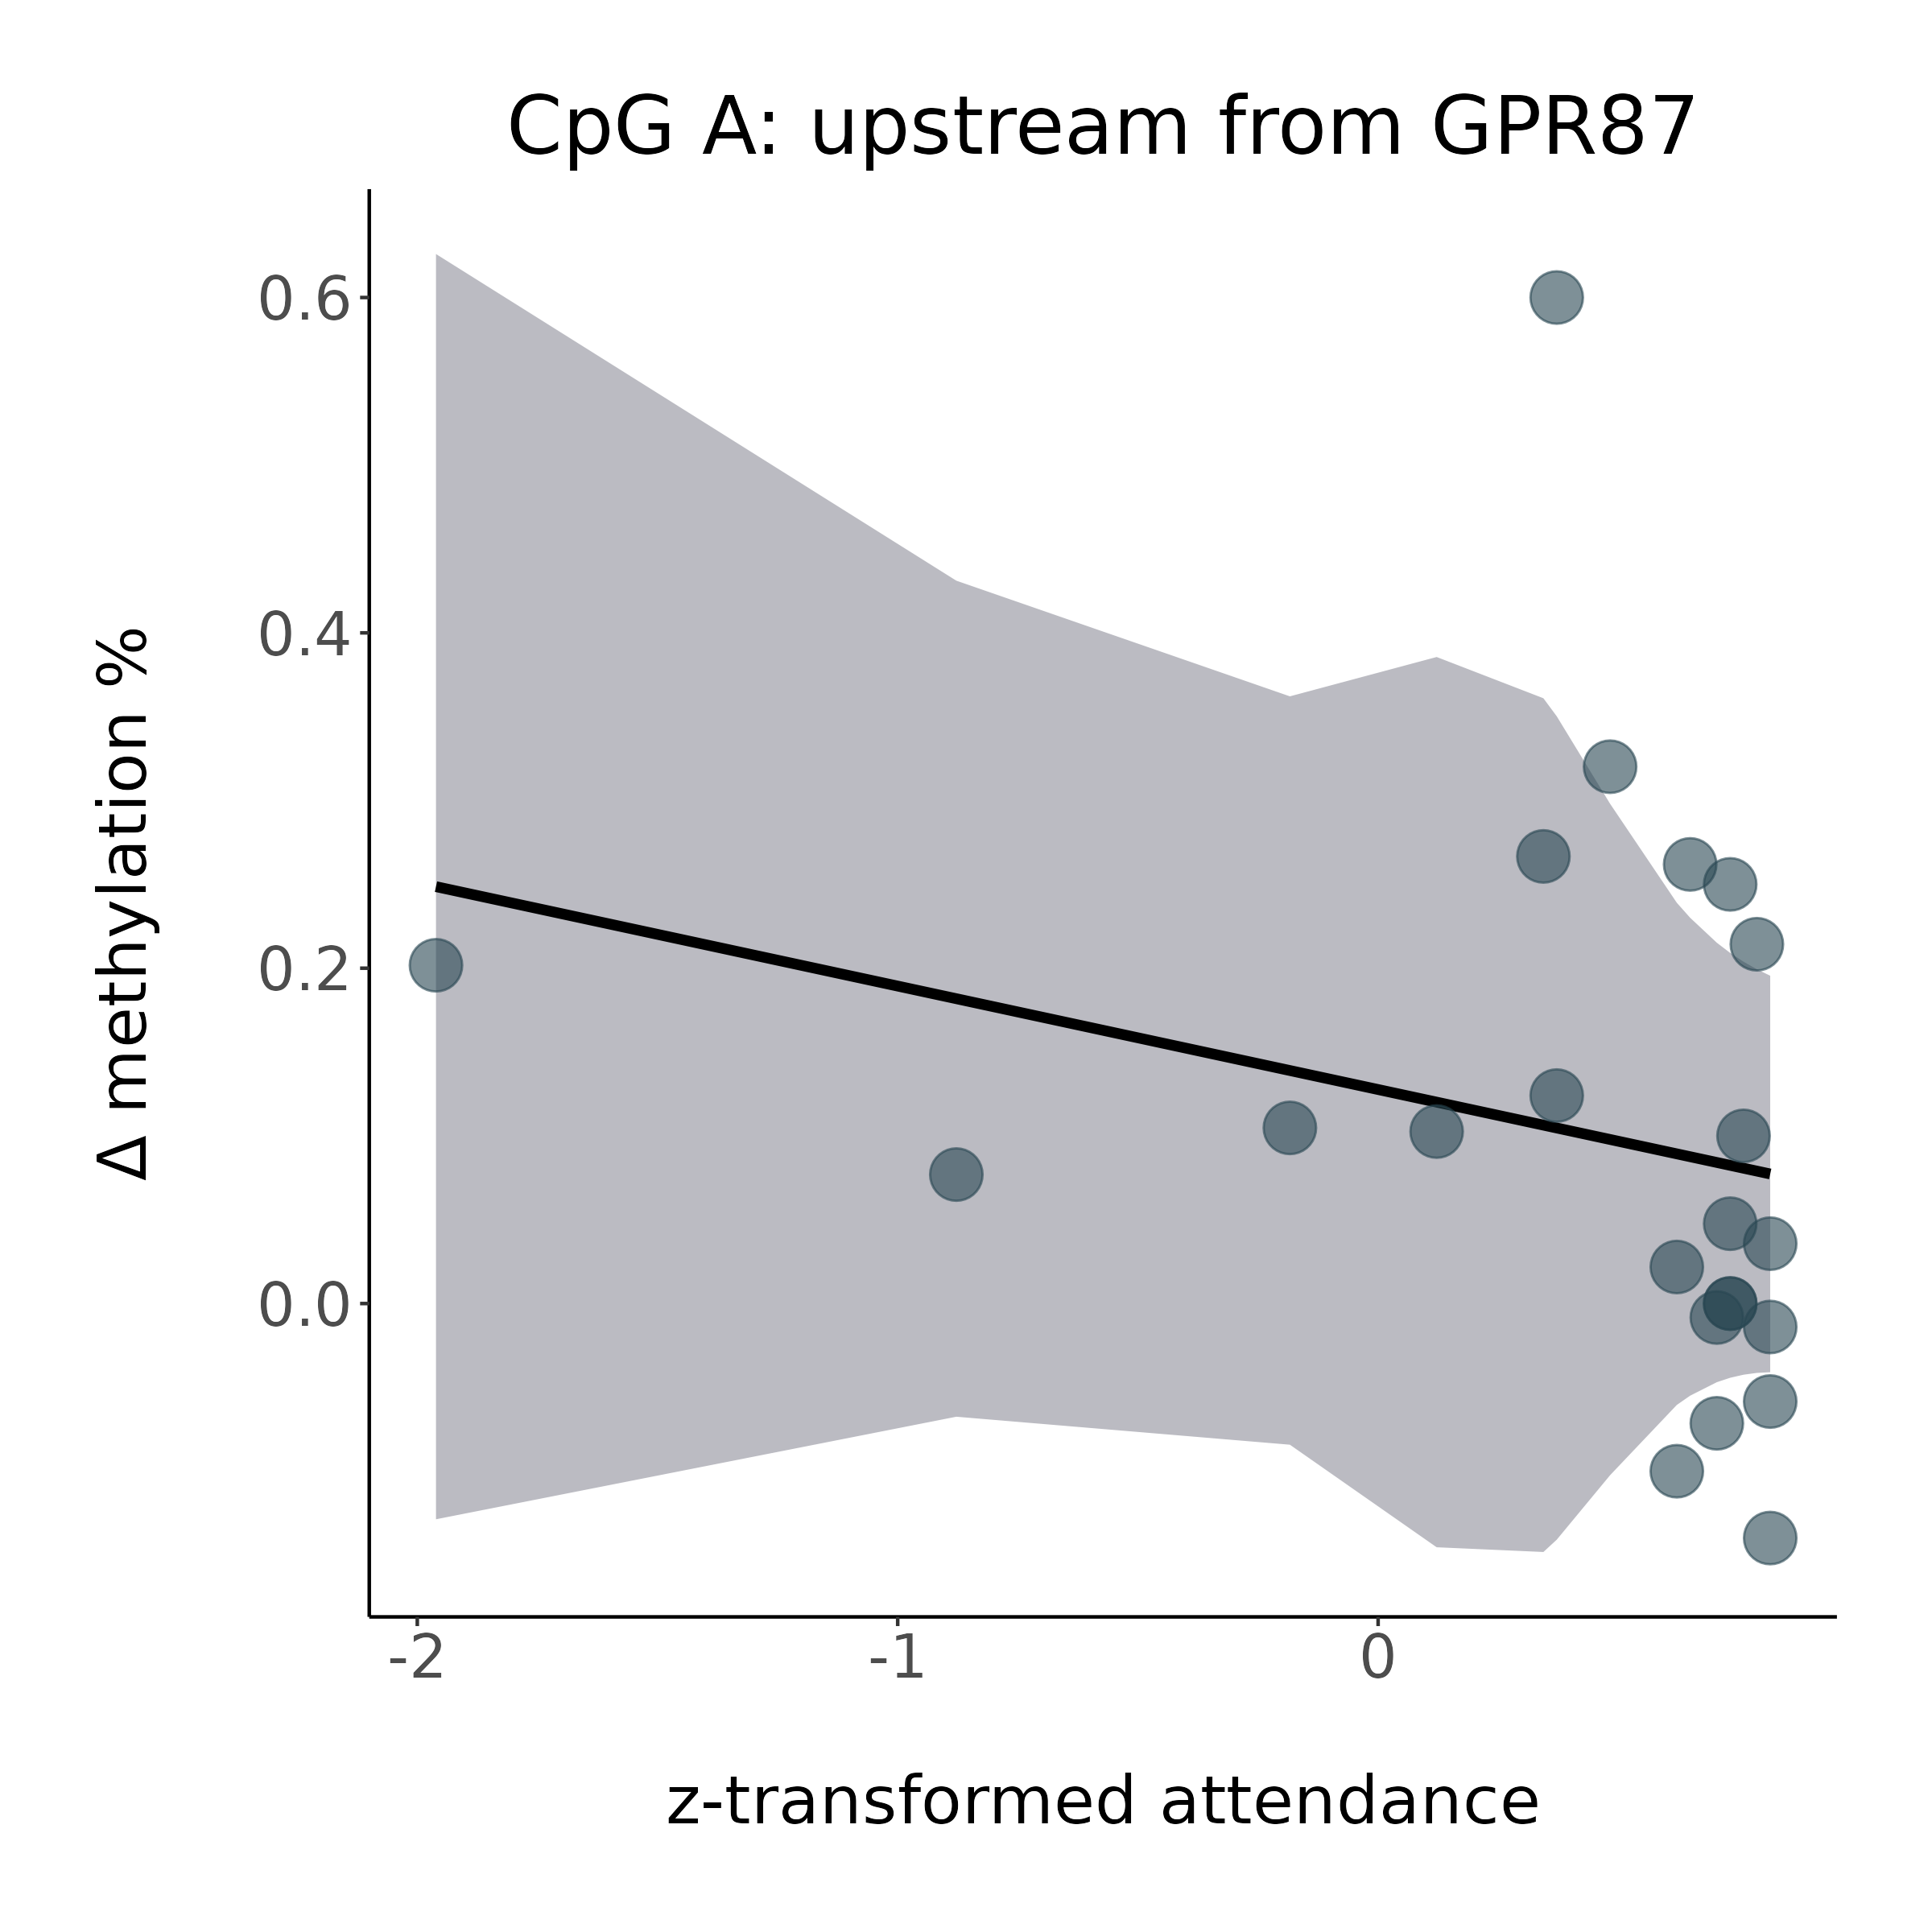 CpG A: upstream from GPR87
Δ methylation %
0.6
0.4
0.2
0.0
-2
-1
0
z-transformed attendance